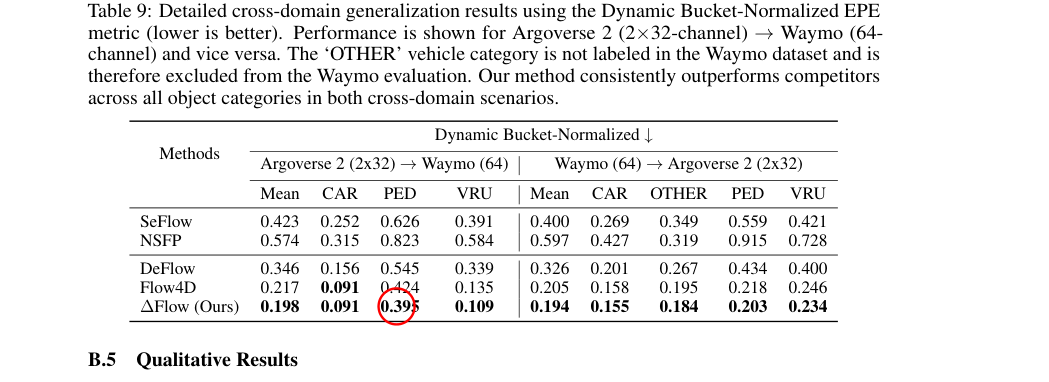 Table 9: Detailed cross-domain generalization results using the Dynamic Bucket-Normalized EPE
metric (lower is better). Performance is shown for Argoverse 2 (2×32-channel) → Waymo (64-
channel) and vice versa. The ‘OTHER’ vehicle category is not labeled in the Waymo dataset and is
therefore excluded from the Waymo evaluation. Our method consistently outperforms competitors
across all object categories in both cross-domain scenarios.
Dynamic Bucket-Normalized ↓
Methods
Argoverse 2 (2x32) → Waymo (64) Waymo (64) → Argoverse 2 (2x32)
Mean CAR PED VRU Mean CAR OTHER PED VRU
SeFlow 0.423 0.252 0.626 0.391 0.400 0.269 0.349 0.559 0.421
NSFP 0.574 0.315 0.823 0.584 0.597 0.427 0.319 0.915 0.728
DeFlow 0.346 0.156 0.545 0.339 0.326 0.201 0.267 0.434 0.400
Flow4D 0.217 0.091 0.424 0.135 0.205 0.158 0.195 0.218 0.246
ΔFlow (Ours) 0.198 0.091 0.395 0.109 0.194 0.155 0.184 0.203 0.234
B.5 Qualitative Results